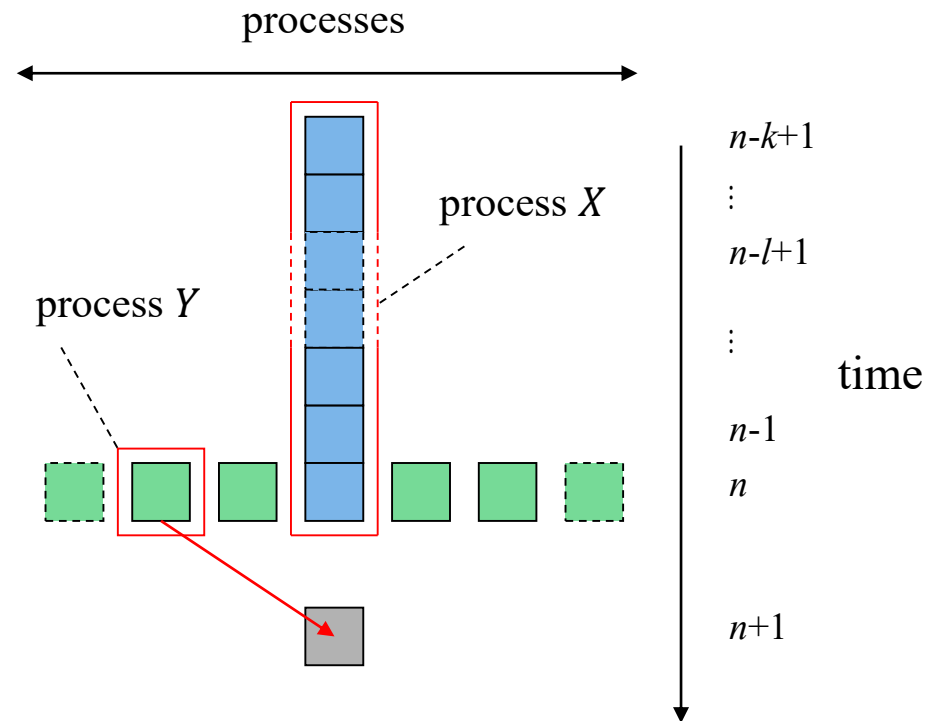 processes
n-k+1
⋮
process X
n-l+1
process Y
⋮
time
n-1
n
n+1